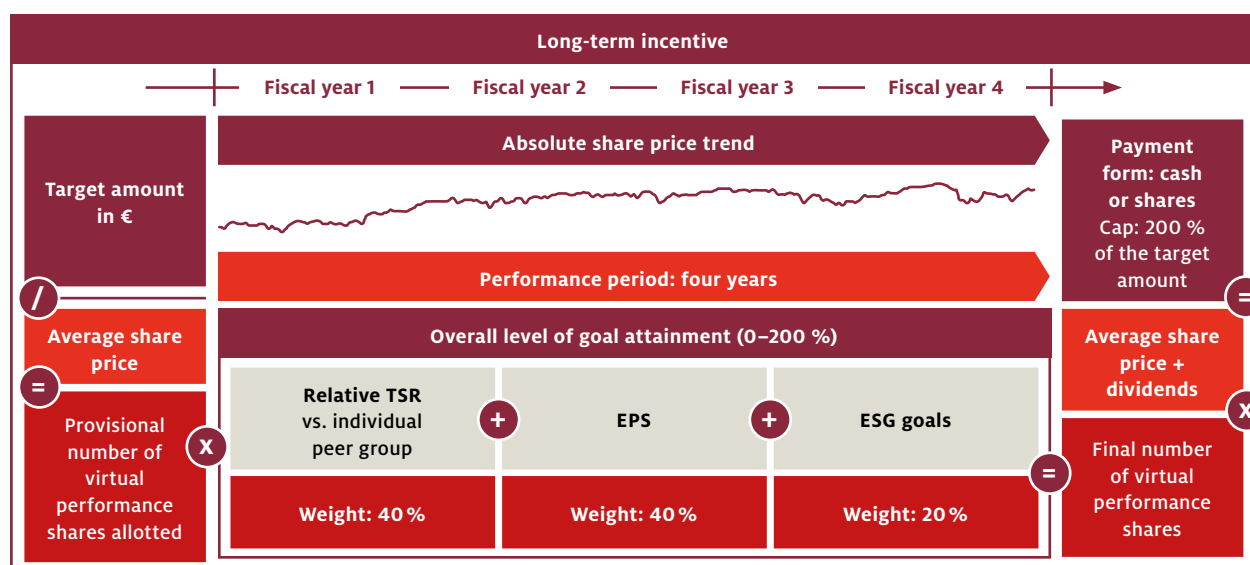 Long-term incentive
Fiscal year 1
Fiscal year 2
Fiscal year 3
Fiscal year 4
Target amount
in €
/
Average share
price
=
Provisional
number of
virtual
performance
shares allotted
x
Absolute share price trend
Performance period: four years
Overall level of goal attainment (0–200 %)
Relative TSR
vs. individual
peer group
+
EPS
+
ESG goals
Weight: 40 %
Weight: 40 %
Weight: 20 %
=
Payment
form: cash
or shares
Cap: 200 %
of the target
amount
=
Average share
price +
dividends
x
Final number
of virtual
performance
shares